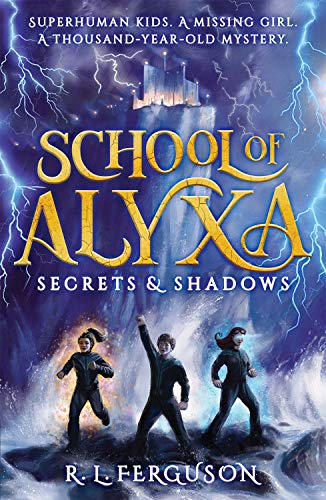 SUPERHUMAN KIDS. A MISSING GIRL.
A THOUSAND-YEAR-OLD MYSTERY.
SCHOOL OF
ALYXA
SECRETS & SHADOWS
R. L. FERGUSON